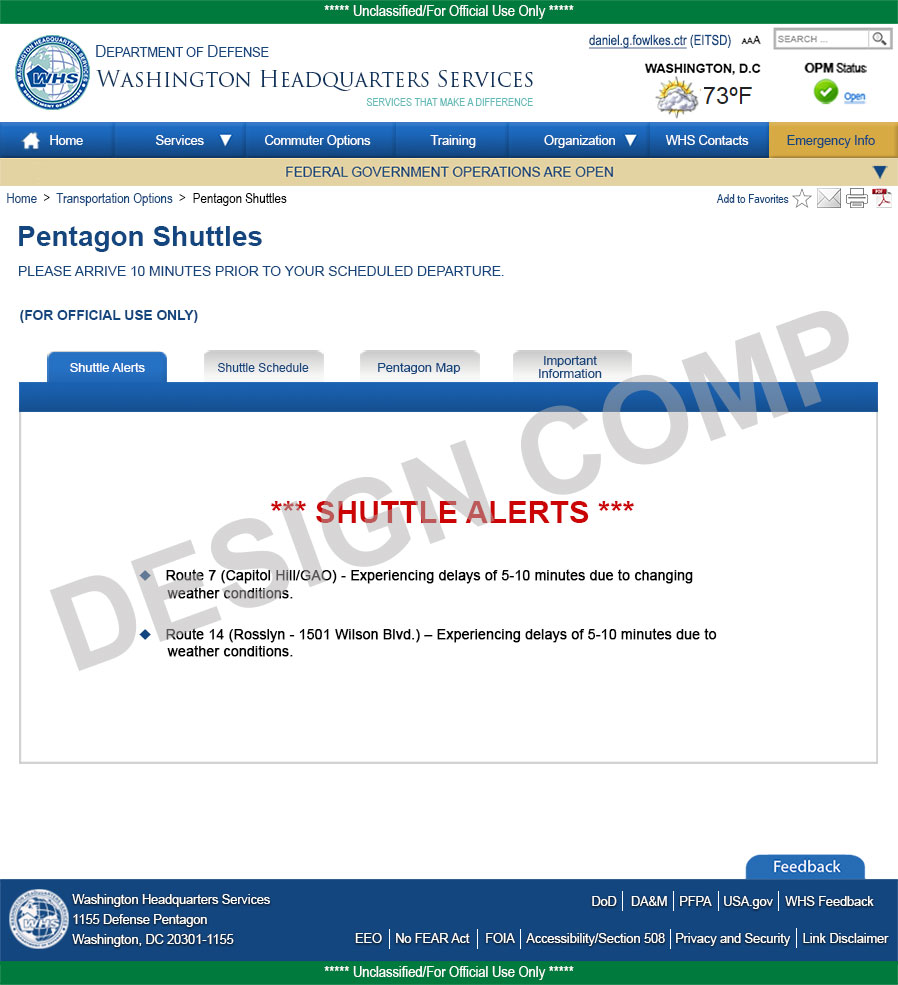 ***** Unclassified/For Official Use Only *****
DEPARTMENT OF DEFENSE
WASHINGTON HEADQUARTERS SERVICES
SERVICES THAT MAKE A DIFFERENCE
daniel.g.fowlkes.ctr (EITSD) AAA
SEARCH ...
WASHINGTON, D.C
73ºF
OPM Status
Open
WHS
Home Services Commuter Options Training Organization WHS Contacts Emergency Info
FEDERAL GOVERNMENT OPERATIONS ARE OPEN
Home > Transportation Options > Pentagon Shuttles
Add to Favorites
PDF
Pentagon Shuttles
PLEASE ARRIVE 10 MINUTES PRIOR TO YOUR SCHEDULED DEPARTURE.
(FOR OFFICIAL USE ONLY)
Shuttle Alerts
Shuttle Schedule
Pentagon Map
Important
Information
DESIGN COMP
*** SHUTTLE ALERTS ***
Route 7 (Capitol Hill/GAO) - Experiencing delays of 5-10 minutes due to changing
weather conditions.
Route 14 (Rosslyn - 1501 Wilson Blvd.) – Experiencing delays of 5-10 minutes due to
weather conditions.
Feedback
WHS
Washington Headquarters Services
1155 Defense Pentagon
Washington, DC 20301-1155
DoD | DA&M | PFPA | USA.gov | WHS Feedback
EEO | No FEAR Act | FOIA | Accessibility/Section 508 | Privacy and Security | Link Disclaimer
***** Unclassified/For Official Use Only *****